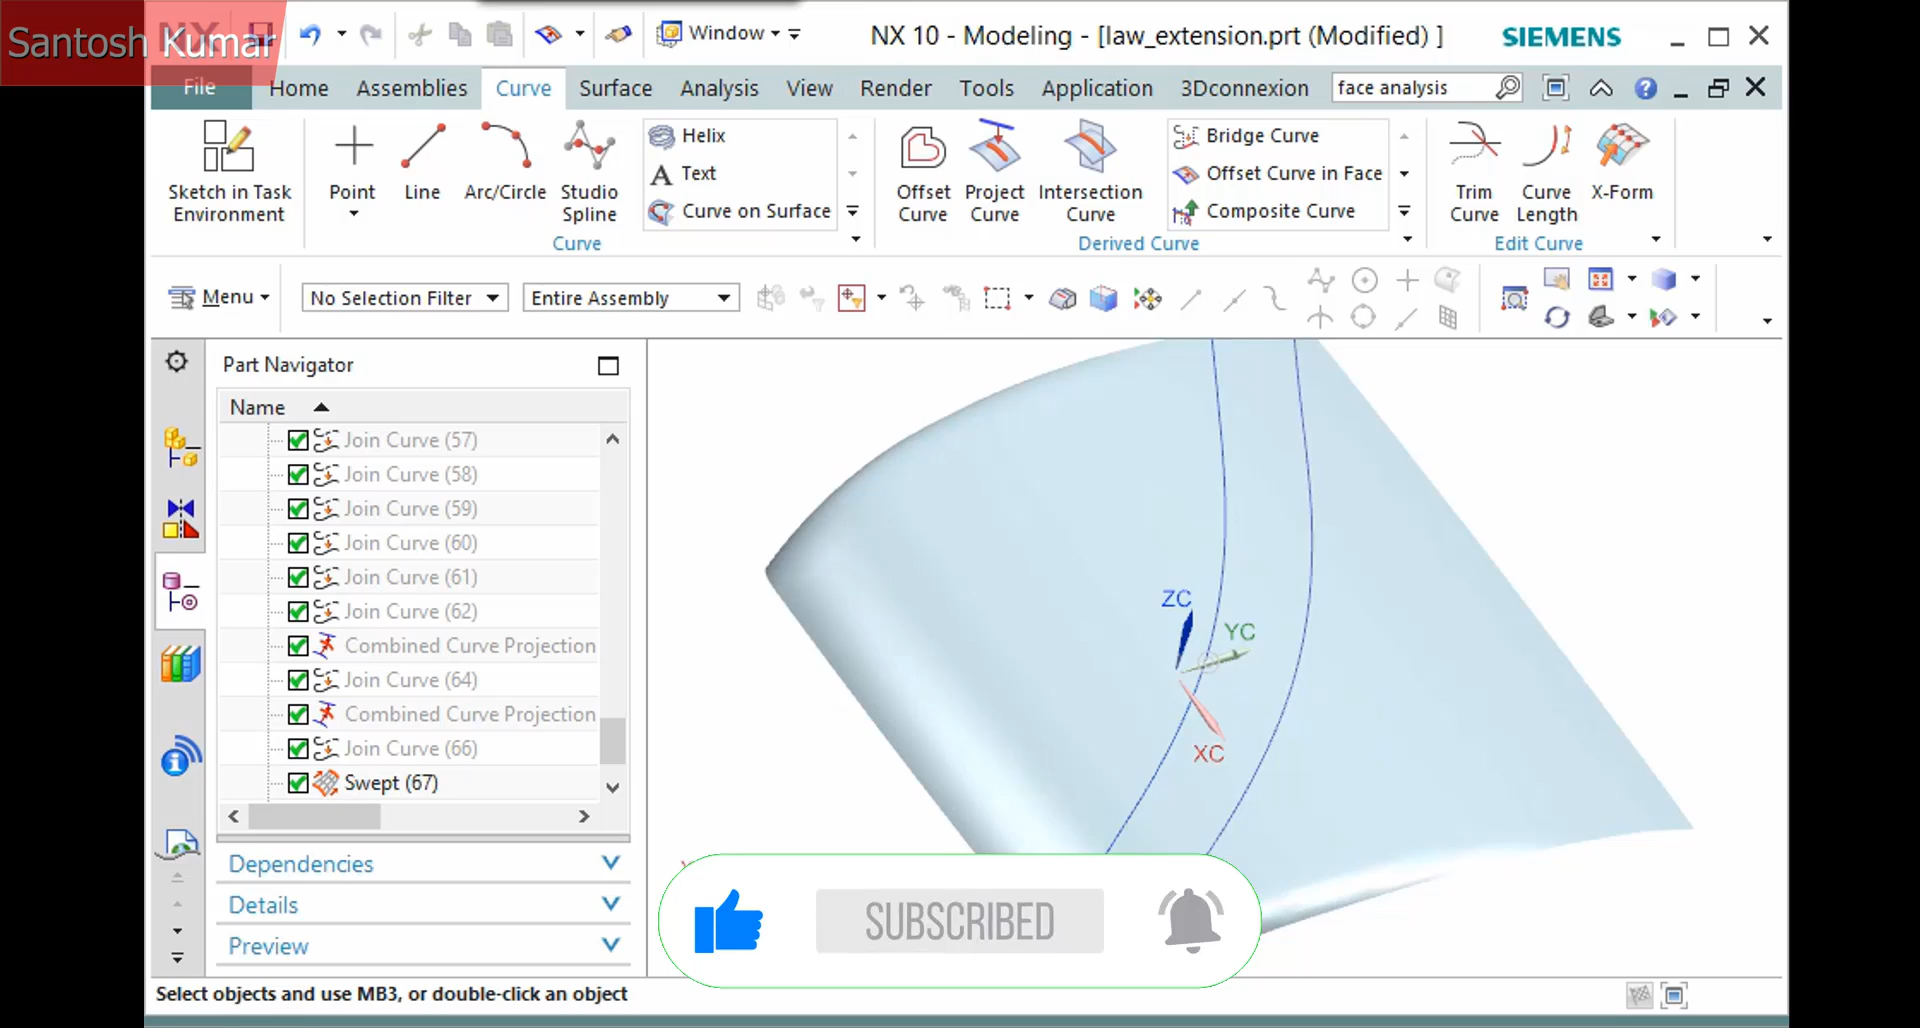 Santosh Kumar
NX
Window
NX 10 - Modeling - [law_extension.prt (Modified) ]
SIEMENS
File
Home
Assemblies
Curve
Surface
Analysis
View
Render
Tools
Application
3Dconnexion
face analysis
Sketch in Task
Environment
Point
Line
Arc/Circle
Studio
Spline
Helix
Text
Curve on Surface
Curve
Offset
Curve
Project
Curve
Intersection
Curve
Bridge Curve
Offset Curve in Face
Composite Curve
Derived Curve
Trim
Curve
Curve
Length
X-Form
Edit Curve
Menu
No Selection Filter
Entire Assembly
Part Navigator
Name
Join Curve (57)
Join Curve (58)
Join Curve (59)
Join Curve (60)
Join Curve (61)
Join Curve (62)
Combined Curve Projection
Join Curve (64)
Combined Curve Projection
Join Curve (66)
Swept (67)
Dependencies
Details
Preview
ZC
YC
XC
SUBSCRIBED
Select objects and use MB3, or double-click an object